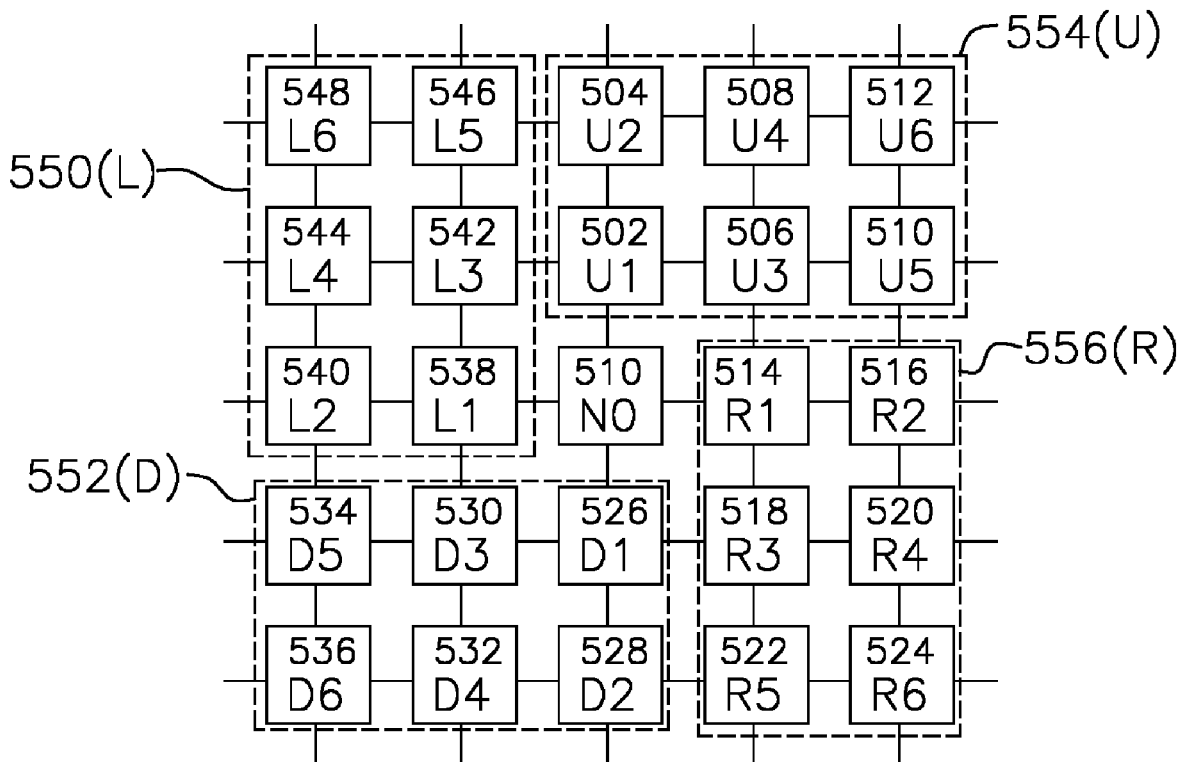 554(U)
548 546 504 508 512
L6 L5 U2 U4 U6
550(L)
544 542 502 506 510
L4 L3 U1 U3 U5
556(R)
540 538 510 514 516
L2 L1 N0 R1 R2
552(D)
534 530 526 518 520
D5 D3 D1 R3 R4
536 532 528 522 524
D6 D4 D2 R5 R6